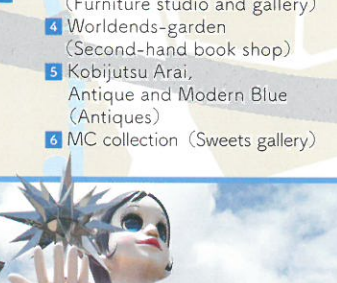 (Furniture studio and gallery)
4 Worldends-garden
(Second-hand book shop)
5 Kobijutsu Arai,
Antique and Modern Blue
(Antiques)
6 MC collection (Sweets gallery)